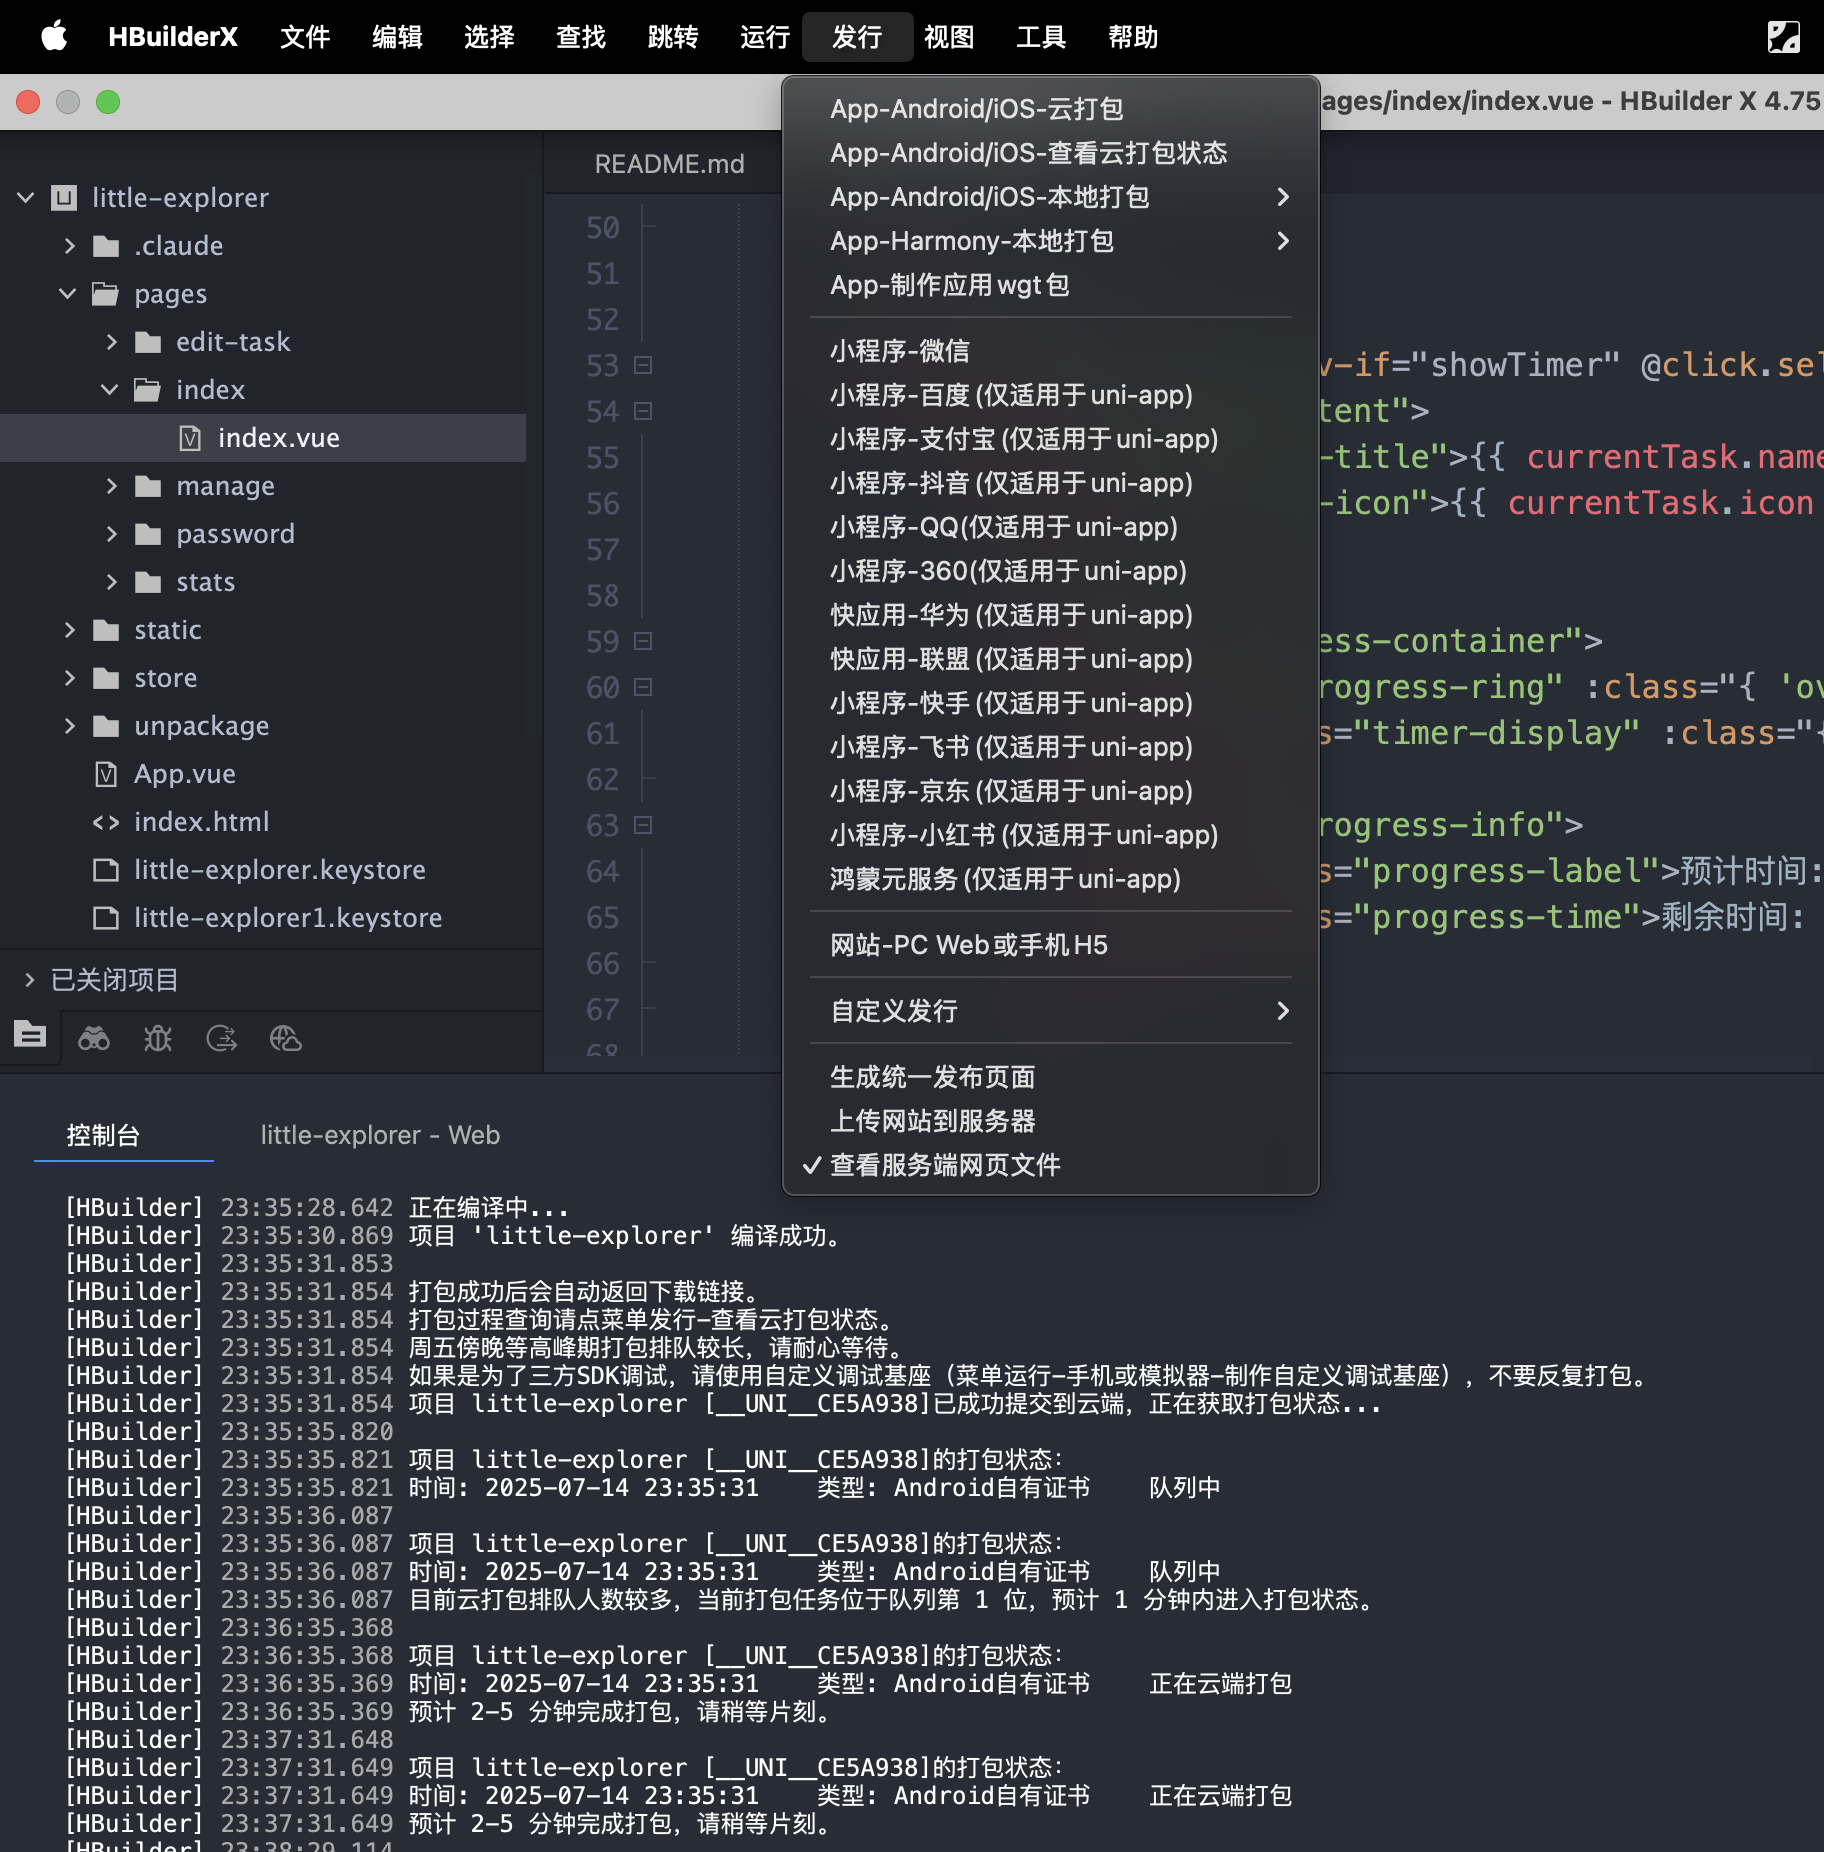 HBuilderX 文件 编辑 选择 查找 跳转 运行 发行 视图 工具 帮助
ages/index/index.vue - HBuilder X 4.75
little-explorer
.claude
pages
edit-task
index
index.vue
manage
password
stats
static
store
unpackage
App.vue
index.html
little-explorer.keystore
little-explorer1.keystore
已关闭项目
README.md
50
51
52
53
54
55
56
57
58
59
60
61
62
63
64
65
66
67
68
App-Android/iOS-云打包
App-Android/iOS-查看云打包状态
App-Android/iOS-本地打包
App-Harmony-本地打包
App-制作应用wgt包
小程序-微信
小程序-百度(仅适用于uni-app)
小程序-支付宝(仅适用于uni-app)
小程序-抖音(仅适用于uni-app)
小程序-QQ(仅适用于uni-app)
小程序-360(仅适用于uni-app)
快应用-华为(仅适用于uni-app)
快应用-联盟(仅适用于uni-app)
小程序-快手(仅适用于uni-app)
小程序-飞书(仅适用于uni-app)
小程序-京东(仅适用于uni-app)
小程序-小红书(仅适用于uni-app)
鸿蒙元服务(仅适用于uni-app)
网站-PC Web或手机H5
自定义发行
生成统一发布页面
上传网站到服务器
查看服务端网页文件
v-if="showTimer" @click.sel
tent">
-title">{{ currentTask.name
-icon">{{ currentTask.icon
ess-container">
rogress-ring" :class="{ 'ov
s="timer-display" :class="{
rogress-info">
s="progress-label">预计时间:
s="progress-time">剩余时间:
控制台 little-explorer - Web
[HBuilder] 23:35:28.642 正在编译中...
[HBuilder] 23:35:30.869 项目 'little-explorer' 编译成功。
[HBuilder] 23:35:31.853
[HBuilder] 23:35:31.854 打包成功后会自动返回下载链接。
[HBuilder] 23:35:31.854 打包过程查询请点菜单发行-查看云打包状态。
[HBuilder] 23:35:31.854 周五傍晚等高峰期打包排队较长，请耐心等待。
[HBuilder] 23:35:31.854 如果是为了三方SDK调试，请使用自定义调试基座（菜单运行-手机或模拟器-制作自定义调试基座），不要反复打包。
[HBuilder] 23:35:31.854 项目 little-explorer [__UNI__CE5A938]已成功提交到云端，正在获取打包状态...
[HBuilder] 23:35:35.820
[HBuilder] 23:35:35.821 项目 little-explorer [__UNI__CE5A938]的打包状态：
[HBuilder] 23:35:35.821 时间: 2025-07-14 23:35:31 类型: Android自有证书 队列中
[HBuilder] 23:35:36.087
[HBuilder] 23:35:36.087 项目 little-explorer [__UNI__CE5A938]的打包状态：
[HBuilder] 23:35:36.087 时间: 2025-07-14 23:35:31 类型: Android自有证书 队列中
[HBuilder] 23:35:36.087 目前云打包排队人数较多，当前打包任务位于队列第 1 位，预计 1 分钟内进入打包状态。
[HBuilder] 23:36:35.368
[HBuilder] 23:36:35.368 项目 little-explorer [__UNI__CE5A938]的打包状态：
[HBuilder] 23:36:35.369 时间: 2025-07-14 23:35:31 类型: Android自有证书 正在云端打包
[HBuilder] 23:36:35.369 预计 2-5 分钟完成打包，请稍等片刻。
[HBuilder] 23:37:31.648
[HBuilder] 23:37:31.649 项目 little-explorer [__UNI__CE5A938]的打包状态：
[HBuilder] 23:37:31.649 时间: 2025-07-14 23:35:31 类型: Android自有证书 正在云端打包
[HBuilder] 23:37:31.649 预计 2-5 分钟完成打包，请稍等片刻。
[HBuilder] 23:38:29.114